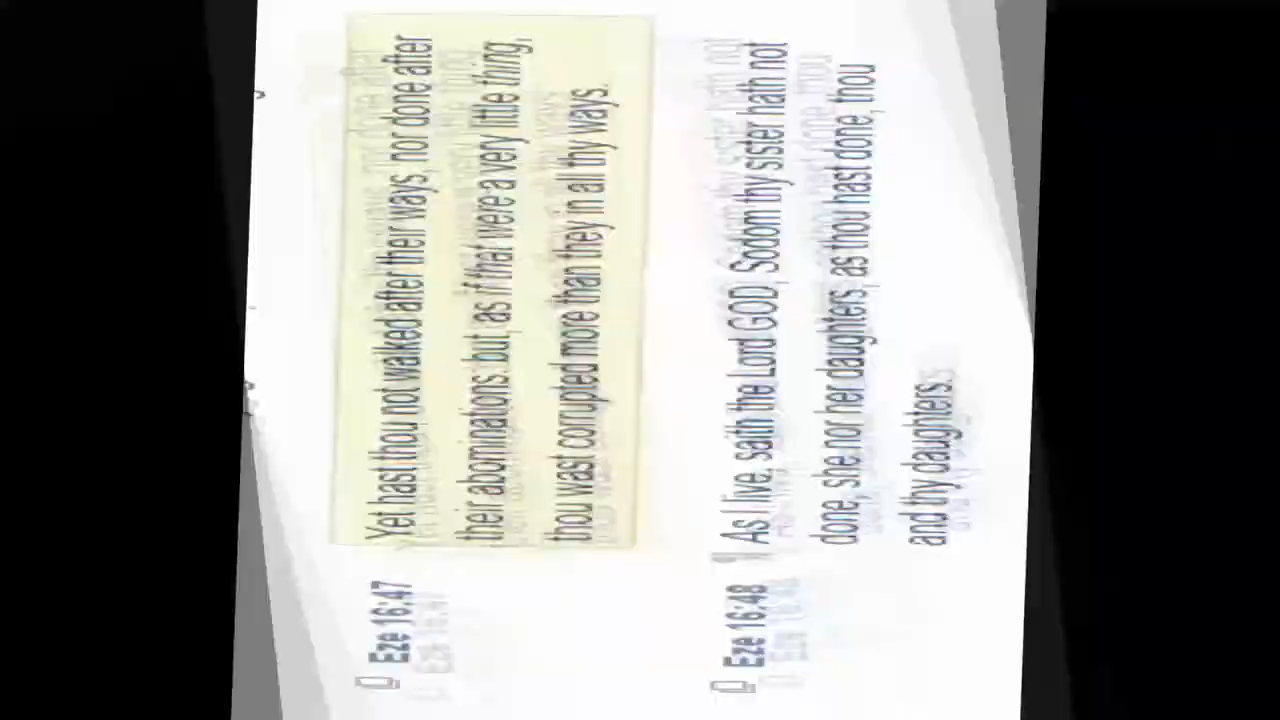 Eze 16:47 Yet hast thou not walked after their ways, nor done after
their abominations: but, as if that were a very little thing,
thou wast corrupted more than they in all thy ways.
Eze 16:48 ¶ As I live, saith the Lord GOD, Sodom thy sister hath not
done, she nor her daughters, as thou hast done, thou
and thy daughters.